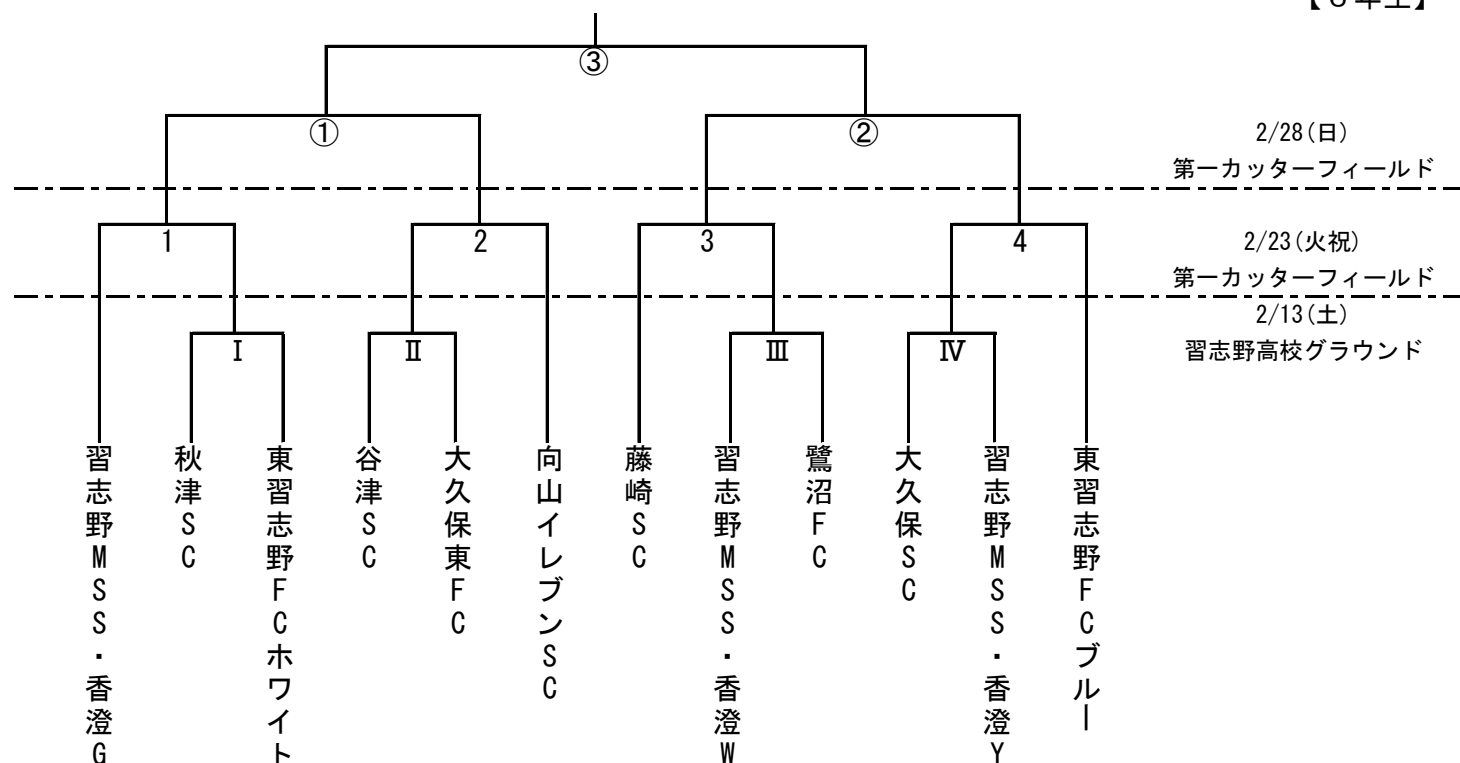 ③
①
②
2/28(日)
第一カッターフィールド
1
2
3
4
2/23(火祝)
第一カッターフィールド
2/13(土)
習志野高校グラウンド
Ⅰ
Ⅱ
Ⅲ
Ⅳ
習志野MSS・香澄G
秋津SC
東習志野FCホワイト
谷津SC
大久保東FC
向山イレブンSC
藤崎SC
習志野MSS・香澄W
鷺沼FC
大久保SC
習志野MSS・香澄Y
東習志野FCブルー